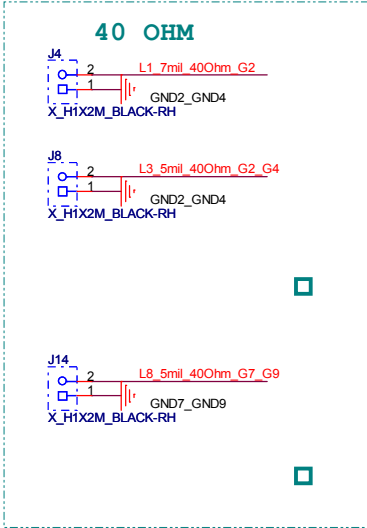 40 OHM
J4
2 L1_7mil_40Ohm_G2
1
GND2_GND4
X_H1X2M_BLACK-RH
J8
2 L3_5mil_40Ohm_G2_G4
1
GND2_GND4
X_H1X2M_BLACK-RH
J14
2 L8_5mil_40Ohm_G7_G9
1
GND7_GND9
X_H1X2M_BLACK-RH